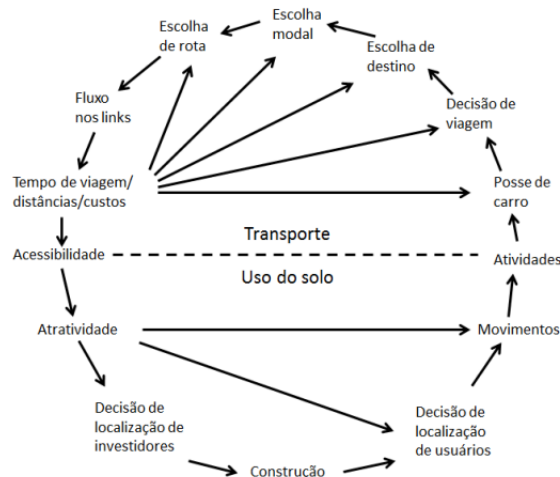 Escolha
modal
Escolha
de rota
Escolha de
destino
Fluxo
nos links
Decisão de
viagem
Tempo de viagem/
distâncias/custos
Posse de
carro
Transporte
Acessibilidade
Atividades
Uso do solo
Atratividade
Movimentos
Decisão de
localização de
investidores
Decisão de
localização
de usuários
Construção